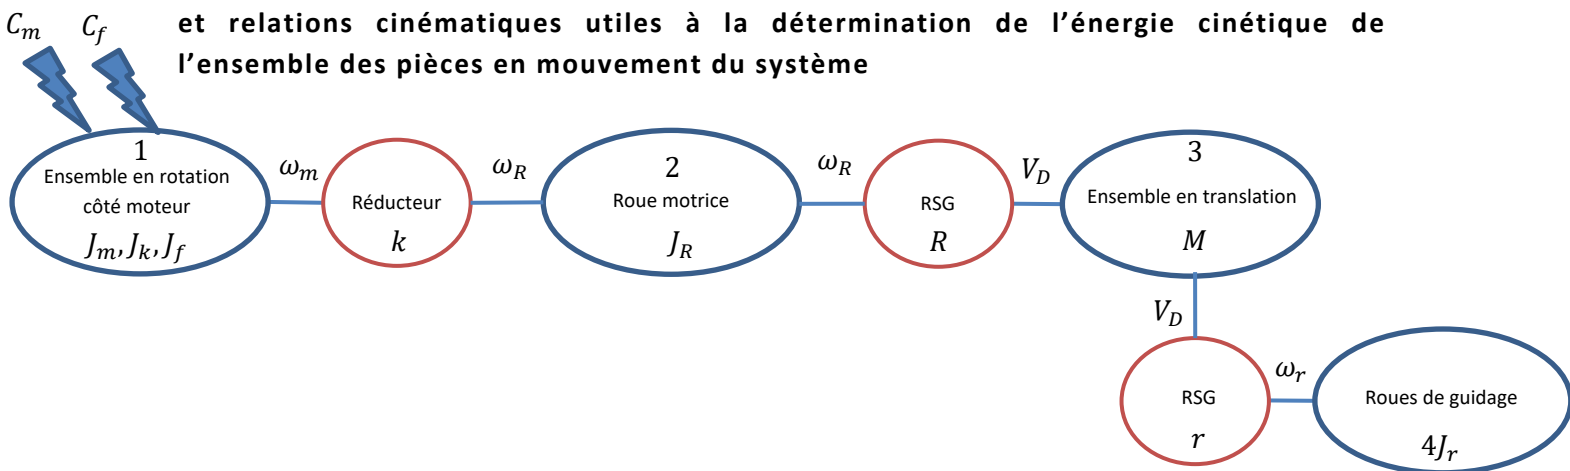 et relations cinématiques utiles à la détermination de l'énergie cinétique de
l'ensemble des pièces en mouvement du système
C_m
C_f
1
Ensemble en rotation
côté moteur
J_m, J_k, J_f
ω_m
Réducteur
k
ω_R
2
Roue motrice
J_R
ω_R
RSG
R
V_D
3
Ensemble en translation
M
V_D
RSG
r
ω_r
Roues de guidage
4J_r